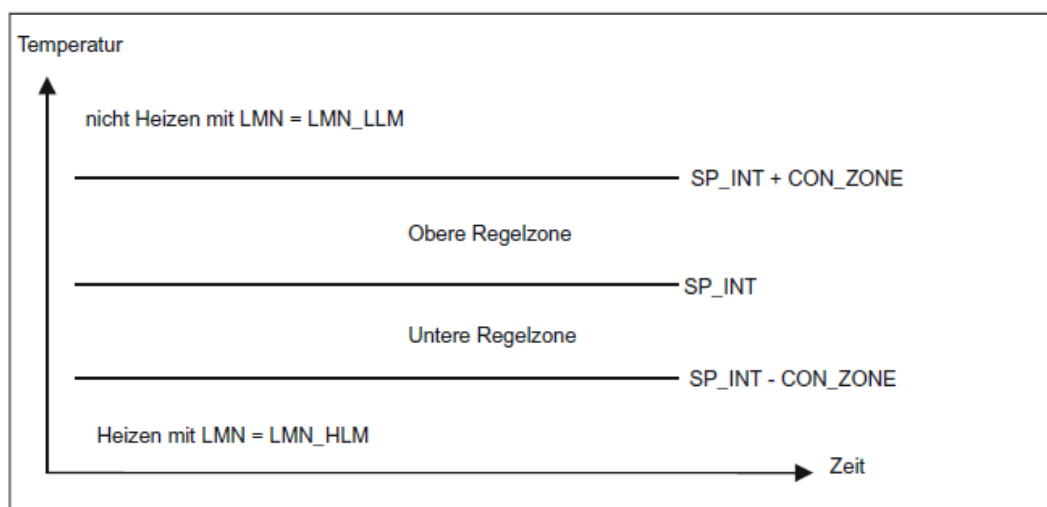 Temperatur
nicht Heizen mit LMN = LMN_LLM
SP_INT + CON_ZONE
Obere Regelzone
SP_INT
Untere Regelzone
SP_INT - CON_ZONE
Heizen mit LMN = LMN_HLM
Zeit